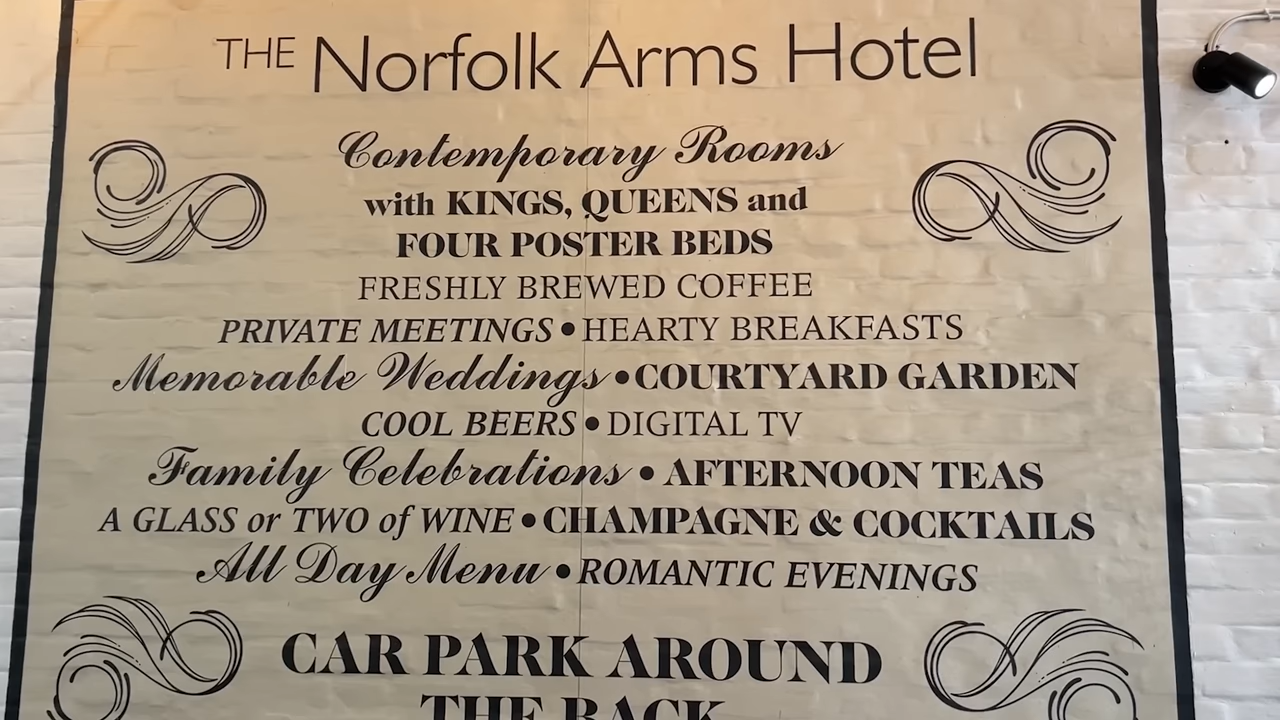 THE Norfolk Arms Hotel
Contemporary Rooms
with KINGS, QUEENS and
FOUR POSTER BEDS
FRESHLY BREWED COFFEE
PRIVATE MEETINGS • HEARTY BREAKFASTS
Memorable Weddings • COURTYARD GARDEN
COOL BEERS • DIGITAL TV
Family Celebrations • AFTERNOON TEAS
A GLASS or TWO of WINE • CHAMPAGNE & COCKTAILS
All Day Menu • ROMANTIC EVENINGS
CAR PARK AROUND
THE BACK